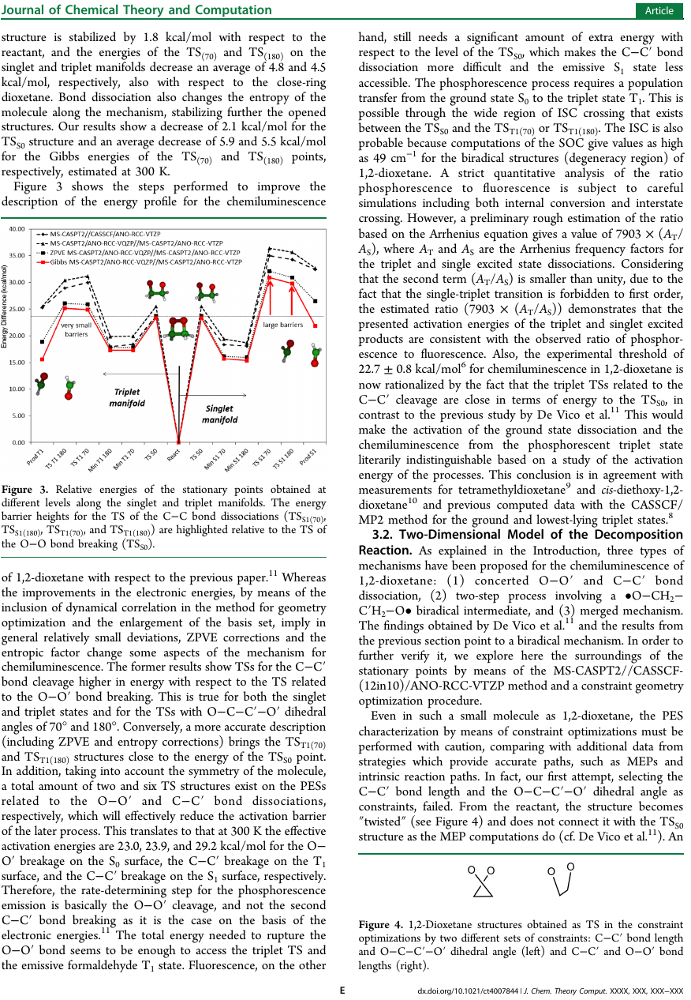 Journal of Chemical Theory and Computation
Article
structure is stabilized by 1.8 kcal/mol with respect to the
reactant, and the energies of the TS(70) and TS(180) on the
singlet and triplet manifolds decrease an average of 4.8 and 4.5
kcal/mol, respectively, also with respect to the close-ring
dioxetane. Bond dissociation also changes the entropy of the
molecule along the mechanism, stabilizing further the opened
structures. Our results show a decrease of 2.1 kcal/mol for the
TSS0 structure and an average decrease of 5.9 and 5.5 kcal/mol
for the Gibbs energies of the TS(70) and TS(180) points,
respectively, estimated at 300 K.
Figure 3 shows the steps performed to improve the
description of the energy profile for the chemiluminescence
40.00
35.00
30.00
25.00
20.00
15.00
10.00
5.00
0.00
Energy Difference (kcal/mol)
MS-CASPT2//CASSCF/ANO-RCC-VTZP
MS-CASPT2/ANO-RCC-VQZP//MS-CASPT2/ANO-RCC-VTZP
ZPVE MS-CASPT2/ANO-RCC-VQZP//MS-CASPT2/ANO-RCC-VTZP
Gibbs MS-CASPT2/ANO-RCC-VQZP//MS-CASPT2/ANO-RCC-VTZP
very small
barriers
large barriers
Triplet
manifold
Singlet
manifold
Prod T1
TS T1 180
TS T1 70
Min T1 180
Min T1 70
TS S0
React
TS S0
Min S1 70
Min S1 180
TS S1 70
TS S1 180
Prod S1
Figure 3. Relative energies of the stationary points obtained at
different levels along the singlet and triplet manifolds. The energy
barrier heights for the TS of the C−C bond dissociations (TSS1(70),
TSS1(180), TST1(70), and TST1(180)) are highlighted relative to the TS of
the O−O bond breaking (TSS0).
of 1,2-dioxetane with respect to the previous paper.11 Whereas
the improvements in the electronic energies, by means of the
inclusion of dynamical correlation in the method for geometry
optimization and the enlargement of the basis set, imply in
general relatively small deviations, ZPVE corrections and the
entropic factor change some aspects of the mechanism for
chemiluminescence. The former results show TSs for the C−C′
bond cleavage higher in energy with respect to the TS related
to the O−O′ bond breaking. This is true for both the singlet
and triplet states and for the TSs with O−C−C′−O′ dihedral
angles of 70° and 180°. Conversely, a more accurate description
(including ZPVE and entropy corrections) brings the TST1(70)
and TST1(180) structures close to the energy of the TSS0 point.
In addition, taking into account the symmetry of the molecule,
a total amount of two and six TS structures exist on the PESs
related to the O−O′ and C−C′ bond dissociations,
respectively, which will effectively reduce the activation barrier
of the later process. This translates to that at 300 K the effective
activation energies are 23.0, 23.9, and 29.2 kcal/mol for the O−
O′ breakage on the S0 surface, the C−C′ breakage on the T1
surface, and the C−C′ breakage on the S1 surface, respectively.
Therefore, the rate-determining step for the phosphorescence
emission is basically the O−O′ cleavage, and not the second
C−C′ bond breaking as it is the case on the basis of the
electronic energies.11 The total energy needed to rupture the
O−O′ bond seems to be enough to access the triplet TS and
the emissive formaldehyde T1 state. Fluorescence, on the other
hand, still needs a significant amount of extra energy with
respect to the level of the TSS0, which makes the C−C′ bond
dissociation more difficult and the emissive S1 state less
accessible. The phosphorescence process requires a population
transfer from the ground state S0 to the triplet state T1. This is
possible through the wide region of ISC crossing that exists
between the TSS0 and the TST1(70) or TST1(180). The ISC is also
probable because computations of the SOC give values as high
as 49 cm−1 for the biradical structures (degeneracy region) of
1,2-dioxetane. A strict quantitative analysis of the ratio
phosphorescence to fluorescence is subject to careful
simulations including both internal conversion and interstate
crossing. However, a preliminary rough estimation of the ratio
based on the Arrhenius equation gives a value of 7903 × (AT/
AS), where AT and AS are the Arrhenius frequency factors for
the triplet and single excited state dissociations. Considering
that the second term (AT/AS) is smaller than unity, due to the
fact that the single-triplet transition is forbidden to first order,
the estimated ratio (7903 × (AT/AS)) demonstrates that the
presented activation energies of the triplet and singlet excited
products are consistent with the observed ratio of phosphor-
escence to fluorescence. Also, the experimental threshold of
22.7 ± 0.8 kcal/mol6 for chemiluminescence in 1,2-dioxetane is
now rationalized by the fact that the triplet TSs related to the
C−C′ cleavage are close in terms of energy to the TSS0, in
contrast to the previous study by De Vico et al.11 This would
make the activation of the ground state dissociation and the
chemiluminescence from the phosphorescent triplet state
literarily indistinguishable based on a study of the activation
energy of the processes. This conclusion is in agreement with
measurements for tetramethyldioxetane9 and cis-diethoxy-1,2-
dioxetane10 and previous computed data with the CASSCF/
MP2 method for the ground and lowest-lying triplet states.8
3.2. Two-Dimensional Model of the Decomposition
Reaction. As explained in the Introduction, three types of
mechanisms have been proposed for the chemiluminescence of
1,2-dioxetane: (1) concerted O−O′ and C−C′ bond
dissociation, (2) two-step process involving a •O−CH2−
C′H2−O• biradical intermediate, and (3) merged mechanism.
The findings obtained by De Vico et al.11 and the results from
the previous section point to a biradical mechanism. In order to
further verify it, we explore here the surroundings of the
stationary points by means of the MS-CASPT2//CASSCF-
(12in10)/ANO-RCC-VTZP method and a constraint geometry
optimization procedure.
Even in such a small molecule as 1,2-dioxetane, the PES
characterization by means of constraint optimizations must be
performed with caution, comparing with additional data from
strategies which provide accurate paths, such as MEPs and
intrinsic reaction paths. In fact, our first attempt, selecting the
C−C′ bond length and the O−C−C′−O′ dihedral angle as
constraints, failed. From the reactant, the structure becomes
″twisted″ (see Figure 4) and does not connect it with the TSS0
structure as the MEP computations do (cf. De Vico et al.11). An
O O
O O
Figure 4. 1,2-Dioxetane structures obtained as TS in the constraint
optimizations by two different sets of constraints: C−C′ bond length
and O−C−C′−O′ dihedral angle (left) and C−C′ and O−O′ bond
lengths (right).
E
dx.doi.org/10.1021/ct4007844 | J. Chem. Theory Comput. XXXX, XXX, XXX−XXX